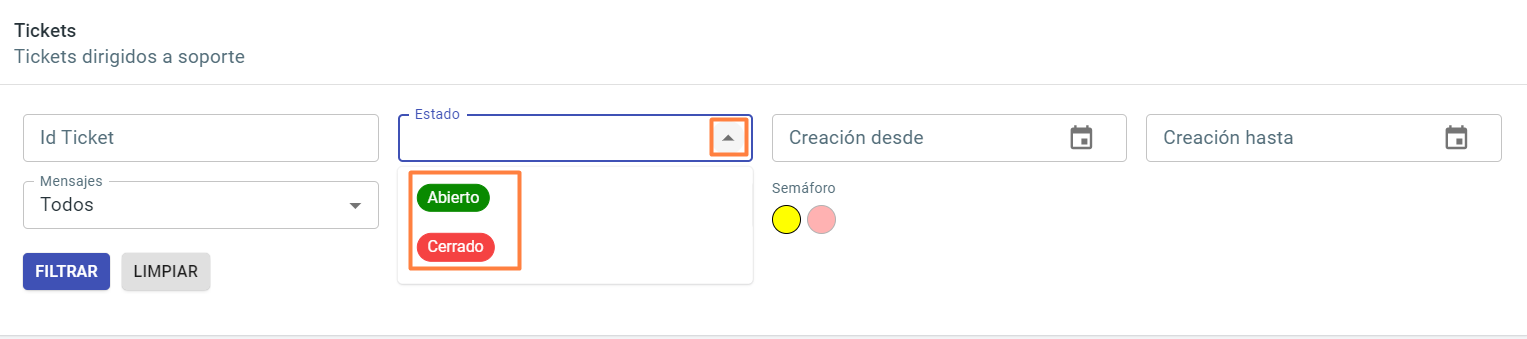 Tickets
Tickets dirigidos a soporte
Id Ticket
Estado
Creación desde
Creación hasta
Mensajes
Todos
Abierto
Cerrado
Semáforo
FILTRAR
LIMPIAR